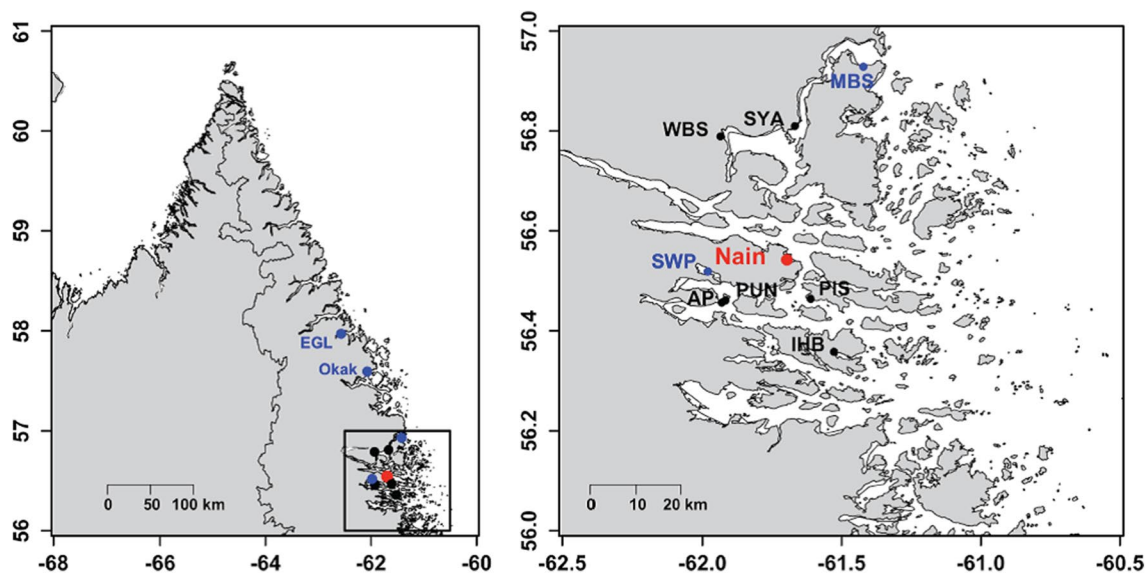 61
60
59
58
57
56
-68
-66
-64
-62
-60
EGL
Okak
0 50 100 km
57.0
56.8
56.6
56.4
56.2
56.0
-62.5
-62.0
-61.5
-61.0
-60.5
MBS
SYA
WBS
Nain
SWP
PUN
PIS
AP
IHB
0 10 20 km